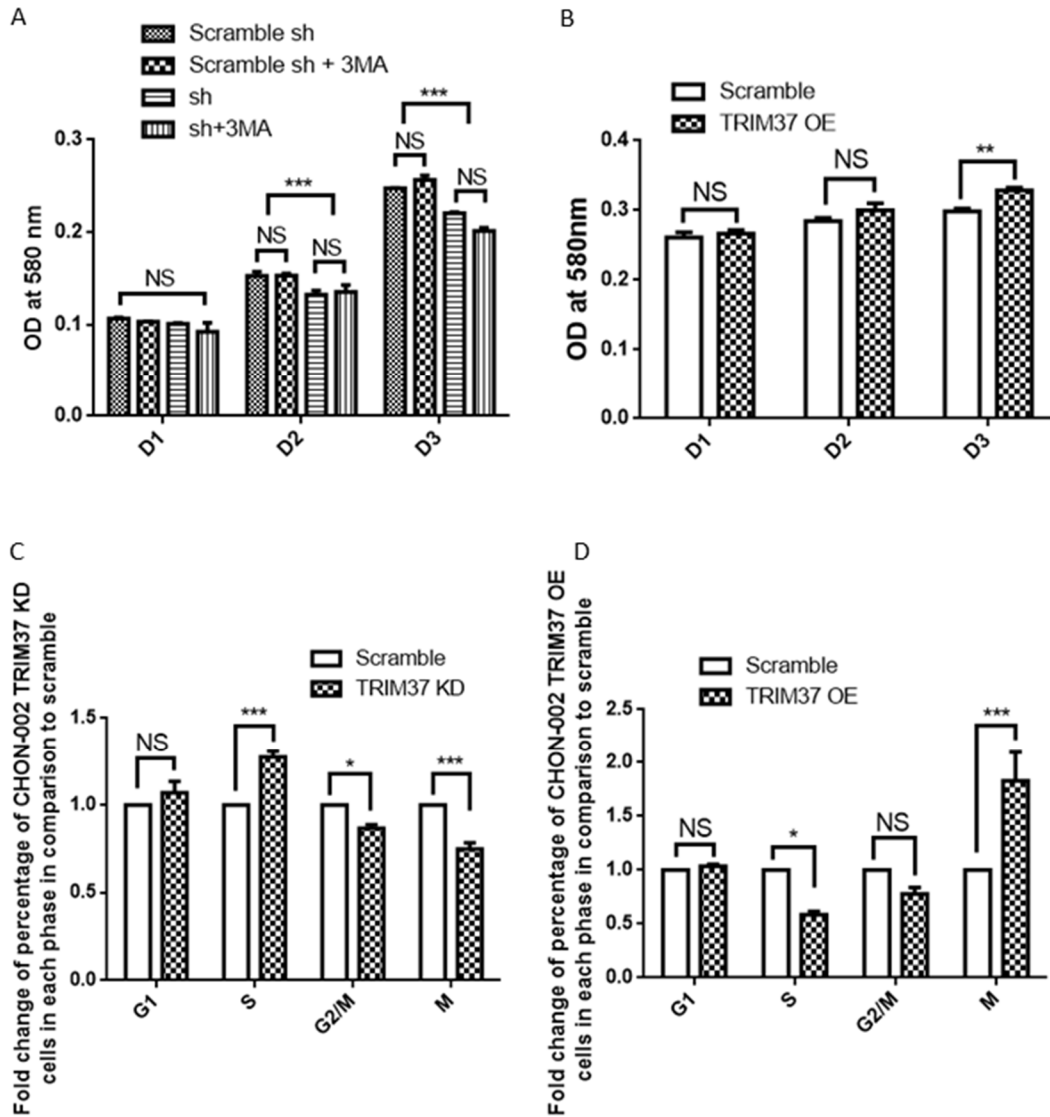 A
Scramble sh
Scramble sh + 3MA
sh
sh+3MA
OD at 580 nm
0.3
0.2
0.1
0.0
NS
NS
***
NS
NS
***
NS
D1
D2
D3
B
Scramble
TRIM37 OE
OD at 580nm
0.4
0.3
0.2
0.1
0.0
NS
NS
**
D1
D2
D3
C
Fold change of percentage of CHON-002 TRIM37 KD
cells in each phase in comparison to scramble
Scramble
TRIM37 KD
1.5
1.0
0.5
0.0
NS
***
*
***
G1
S
G2/M
M
D
Fold change of percentage of CHON-002 TRIM37 OE
cells in each phase in comparison to scramble
Scramble
TRIM37 OE
2.5
2.0
1.5
1.0
0.5
0.0
NS
*
NS
***
G1
S
G2/M
M